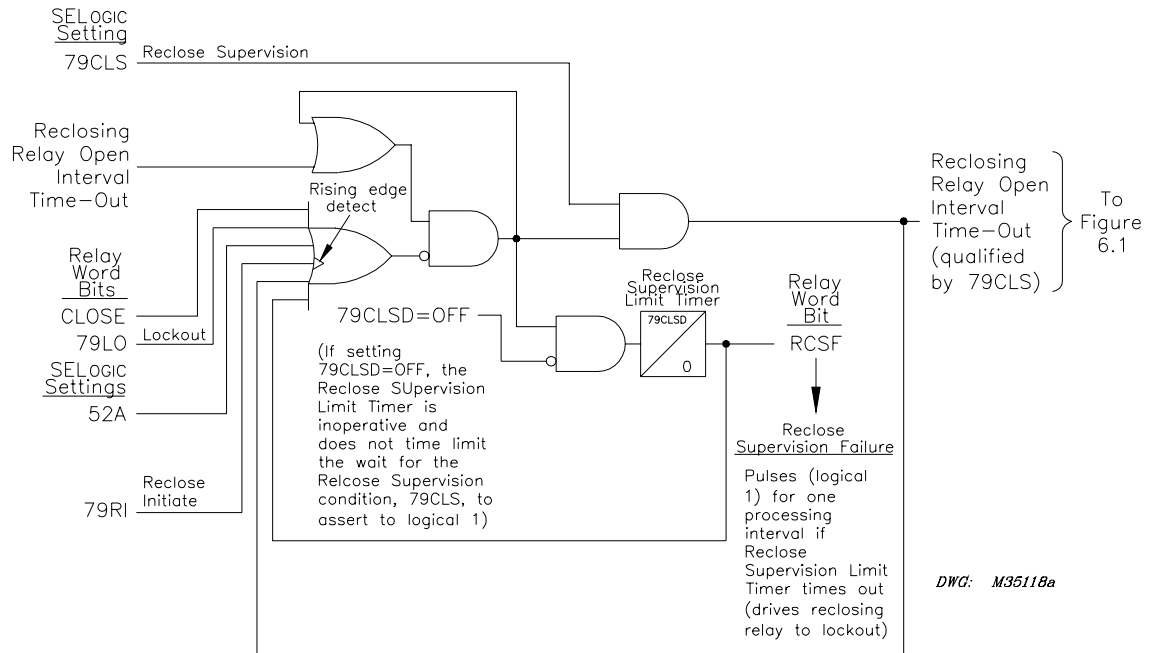 SELOGIC
Setting
79CLS
Reclose Supervision
Reclosing
Relay Open
Interval
Time-Out
Rising edge
detect
Relay
Word
Bits
CLOSE
79LO
Lockout
SELOGIC
Settings
52A
79RI
Reclose
Initiate
79CLSD=OFF
(If setting
79CLSD=OFF, the
Reclose SUpervision
Limit Timer is
inoperative and
does not time limit
the wait for the
Relcose Supervision
condition, 79CLS, to
assert to logical 1)
Reclose
Supervision
Limit Timer
79CLSD
0
Relay
Word
Bit
RCSF
Reclose
Supervision Failure
Pulses (logical
1) for one
processing
interval if
Reclose
Supervision Limit
Timer times out
(drives reclosing
relay to lockout)
Reclosing
Relay Open
Interval
Time-Out
(qualified
by 79CLS)
To
Figure
6.1
DWG: M35118a